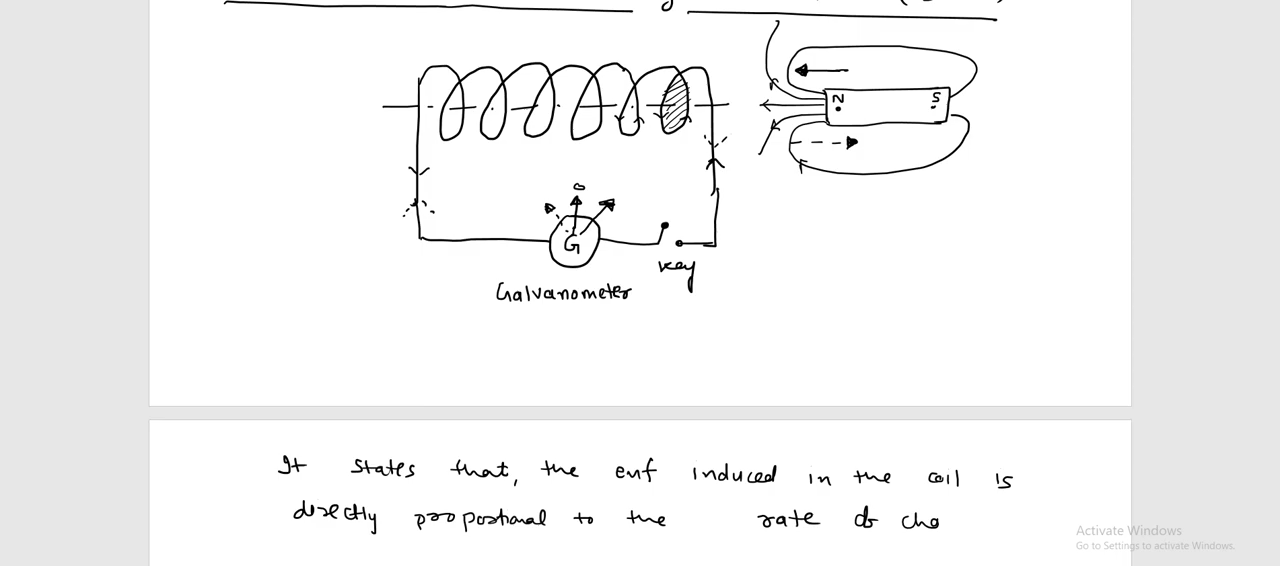 N S
G
Key
Galvanometer
It states that, the emf induced in the coil is
directly proportional to the rate of cha
Activate Windows
Go to Settings to activate Windows.